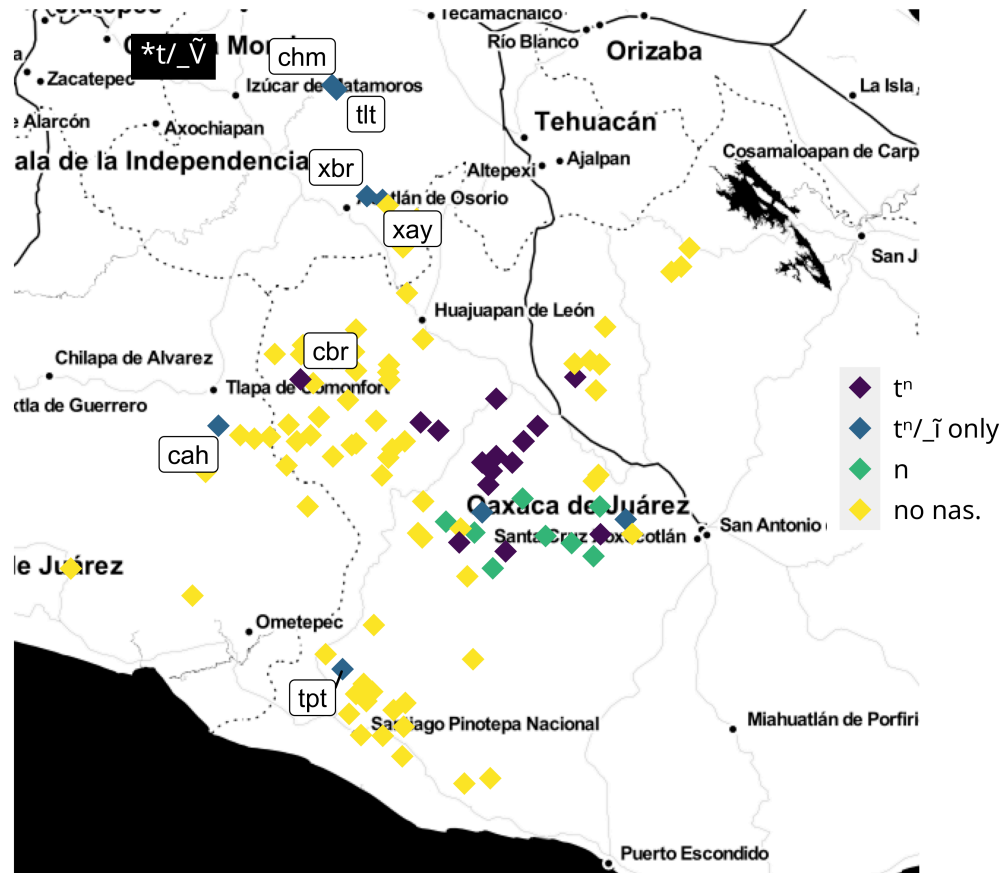 Tecamachalco
Río Blanco
Orizaba
*t/_Ṽ
chm
Zacatepec
Izúcar de Matamoros
La Isla
tlt
e Alarcón
Axochiapan
Tehuacán
ala de la Independencia
xbr
Altepexi
Ajalpan
Cosamaloapan de Carp
tlán de Osorio
xay
San J
Huajuapan de León
cbr
Chilapa de Alvarez
Tlapa de Comonfort
xtla de Guerrero
cah
tⁿ
tⁿ/_ĩ only
n
no nas.
Oaxaca de Juárez
San Antonio
Santa Cruz Xoxocotlán
le Juárez
Ometepec
tpt
Santiago Pinotepa Nacional
Miahuatlán de Porfiri
Puerto Escondido